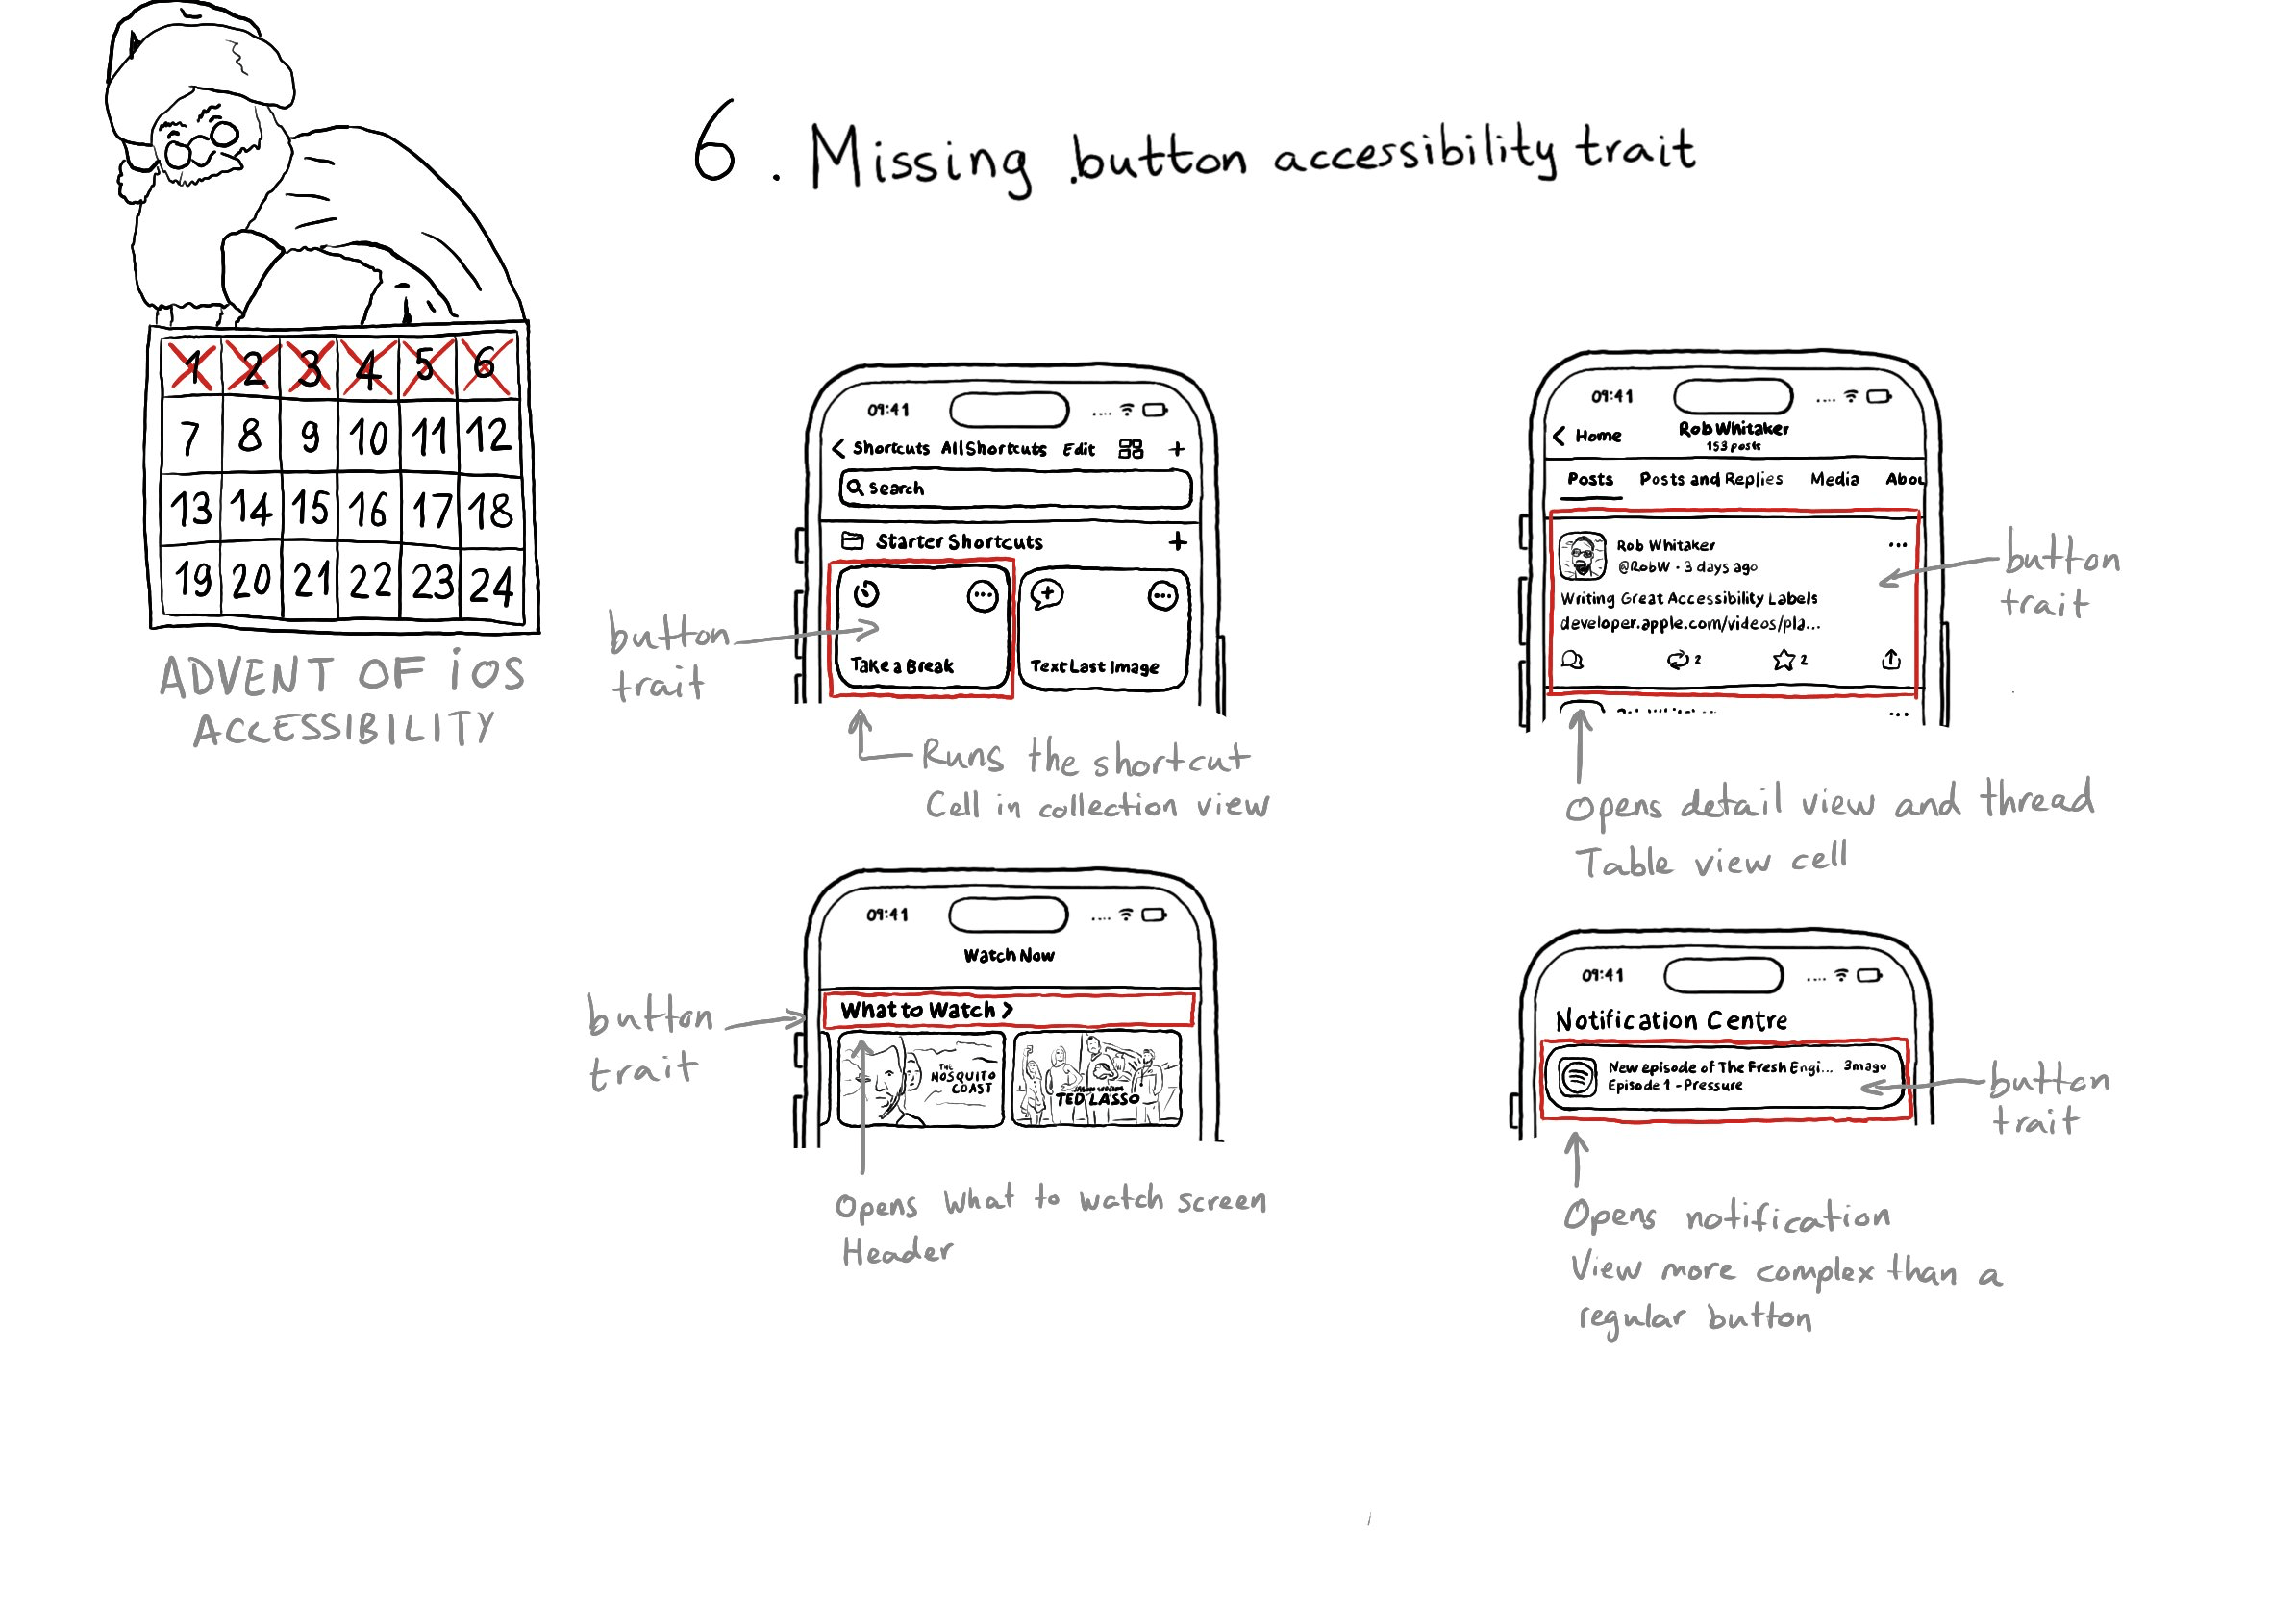 6. Missing .button accessibility trait
1 2 3 4 5 6
7 8 9 10 11 12
13 14 15 16 17 18
19 20 21 22 23 24
ADVENT OF iOS
ACCESSIBILITY
09:41
Shortcuts All Shortcuts Edit +
Search
Starter Shortcuts +
Take a Break
Text Last Image
button
trait
Runs the shortcut
Cell in collection view
09:41
Home
Rob Whitaker
153 posts
Posts Posts and Replies Media Abou
Rob Whitaker ...
@RobW · 3 days ago
Writing Great Accessibility Labels
developer.apple.com/videos/pla...
2 2
...
button
trait
Opens detail view and thread
Table view cell
09:41
Watch Now
What to Watch >
THE
MOSQUITO
COAST
TED LASSO
button
trait
Opens What to watch screen
Header
09:41
Notification Centre
New episode of The Fresh Engi... 3m ago
Episode 1 - Pressure
button
trait
Opens notification
View more complex than a
regular button